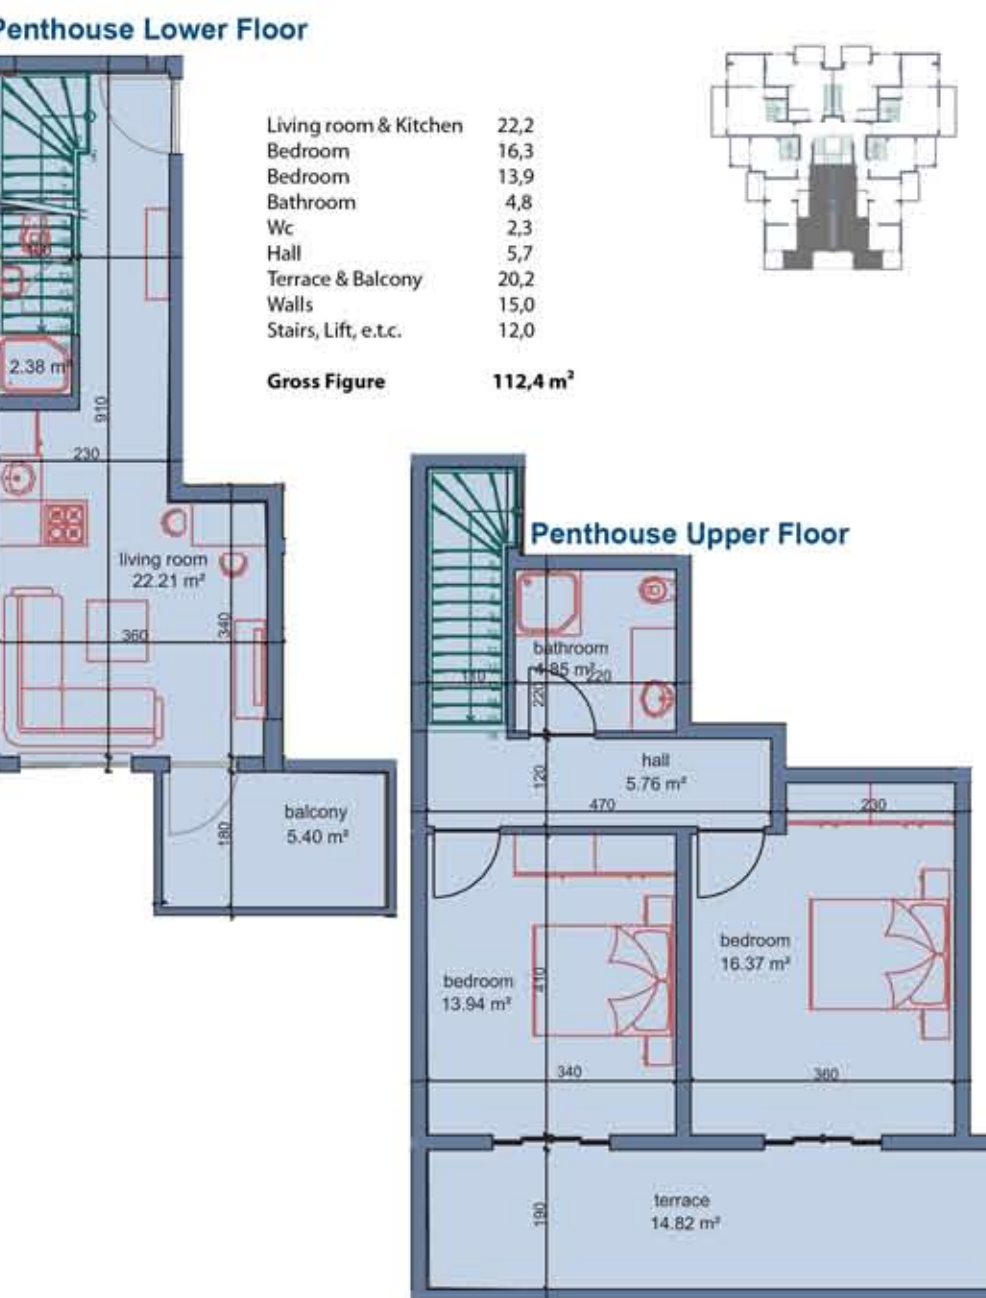 Penthouse Lower Floor
Living room & Kitchen 22,2
Bedroom 16,3
Bedroom 13,9
Bathroom 4,8
Wc 2,3
Hall 5,7
Terrace & Balcony 20,2
Walls 15,0
Stairs, Lift, e.t.c. 12,0
Gross Figure 112,4 m²
2.38 m²
910
230
living room
22.21 m²
360
340
balcony
5.40 m²
180
Penthouse Upper Floor
bathroom
4.85 m²
220
110
220
hall
5.76 m²
120
470
230
bedroom
16.37 m²
bedroom
13.94 m²
410
340
360
terrace
14.82 m²
190